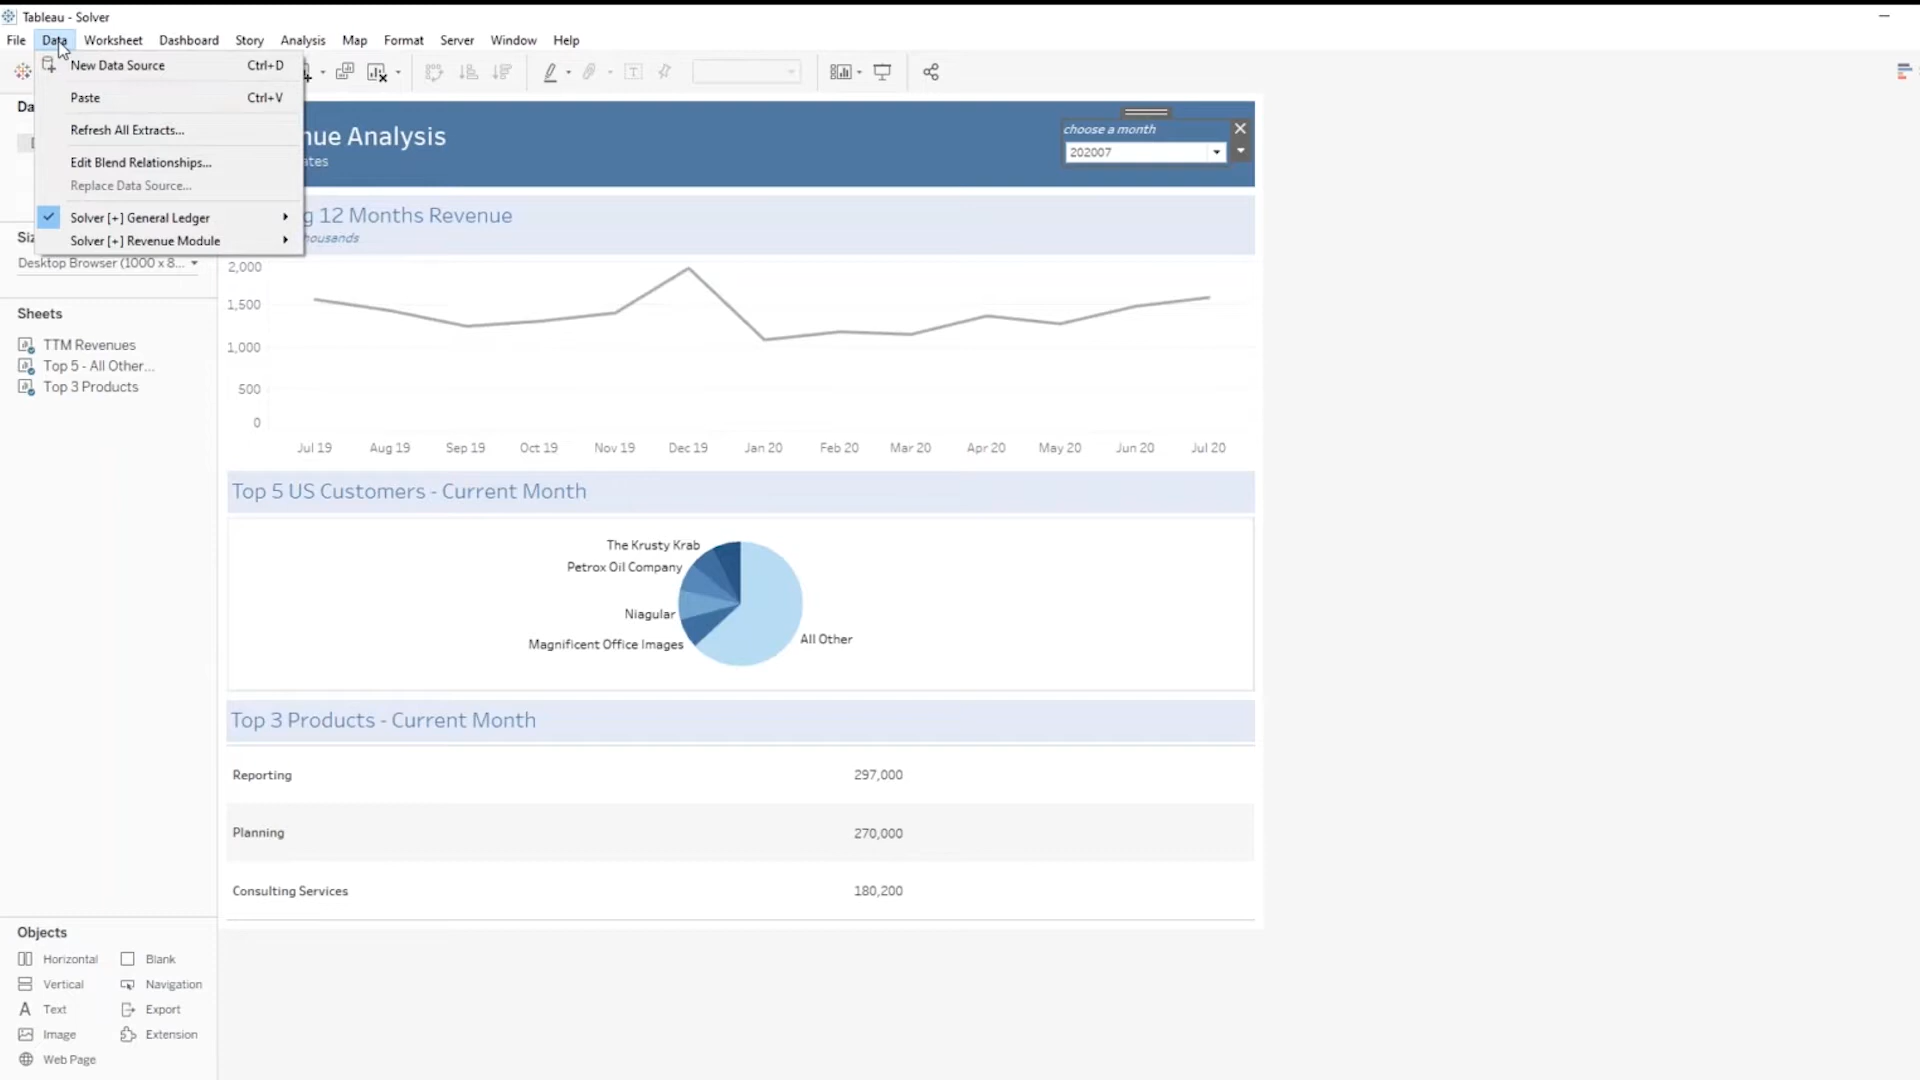 Tableau - Solver
File Data Worksheet Dashboard Story Analysis Map Format Server Window Help
New Data Source Ctrl+D
Paste Ctrl+V
Refresh All Extracts...
Edit Blend Relationships...
Replace Data Source...
Solver [+] General Ledger
Solver [+] Revenue Module
Da
Siz
Desktop Browser (1000 x 8...
Sheets
TTM Revenues
Top 5 - All Other...
Top 3 Products
Objects
Horizontal Blank
Vertical Navigation
Text Export
Image Extension
Web Page
nue Analysis
ates
choose a month
202007
g 12 Months Revenue
housands
2,000
1,500
1,000
500
0
Jul 19 Aug 19 Sep 19 Oct 19 Nov 19 Dec 19 Jan 20 Feb 20 Mar 20 Apr 20 May 20 Jun 20 Jul 20
Top 5 US Customers - Current Month
The Krusty Krab
Petrox Oil Company
Niagular
Magnificent Office Images
All Other
Top 3 Products - Current Month
Reporting 297,000
Planning 270,000
Consulting Services 180,200